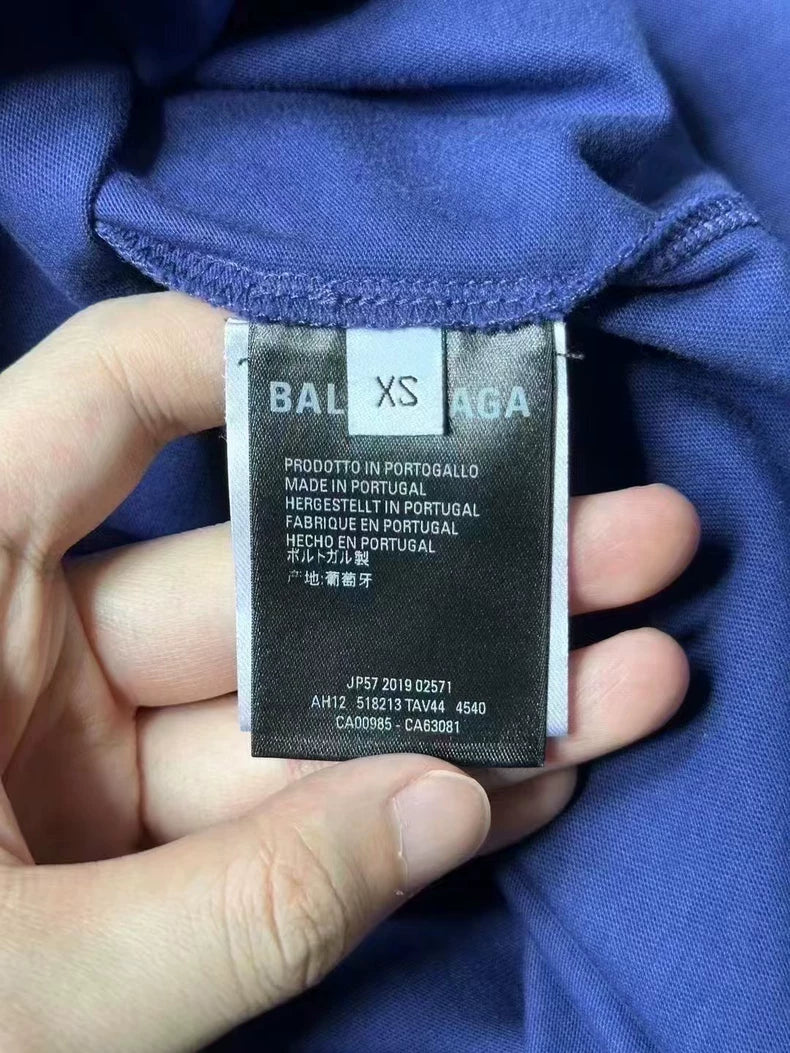 XS
BAL AGA
PRODOTTO IN PORTOGALLO
MADE IN PORTUGAL
HERGESTELLT IN PORTUGAL
FABRIQUE EN PORTUGAL
HECHO EN PORTUGAL
ポルトガル製
产地:葡萄牙
JP57 2019 02571
AH12 518213 TAV44 4540
CA00985 - CA63081